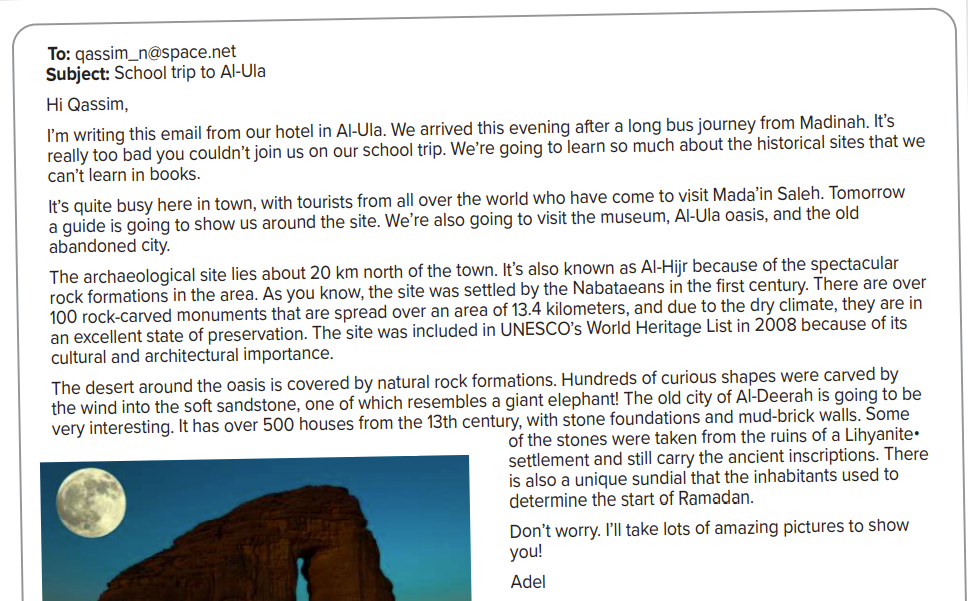 To: qassim_n@space.net
Subject: School trip to Al-Ula
Hi Qassim,
I'm writing this email from our hotel in Al-Ula. We arrived this evening after a long bus journey from Madinah. It's
really too bad you couldn't join us on our school trip. We're going to learn so much about the historical sites that we
can't learn in books.
It's quite busy here in town, with tourists from all over the world who have come to visit Mada'in Saleh. Tomorrow
a guide is going to show us around the site. We're also going to visit the museum, Al-Ula oasis, and the old
abandoned city.
The archaeological site lies about 20 km north of the town. It's also known as Al-Hijr because of the spectacular
rock formations in the area. As you know, the site was settled by the Nabataeans in the first century. There are over
100 rock-carved monuments that are spread over an area of 13.4 kilometers, and due to the dry climate, they are in
an excellent state of preservation. The site was included in UNESCO's World Heritage List in 2008 because of its
cultural and architectural importance.
The desert around the oasis is covered by natural rock formations. Hundreds of curious shapes were carved by
the wind into the soft sandstone, one of which resembles a giant elephant! The old city of Al-Deerah is going to be
very interesting. It has over 500 houses from the 13th century, with stone foundations and mud-brick walls. Some
of the stones were taken from the ruins of a Lihyanite•
settlement and still carry the ancient inscriptions. There
is also a unique sundial that the inhabitants used to
determine the start of Ramadan.
Don't worry. I'll take lots of amazing pictures to show
you!
Adel